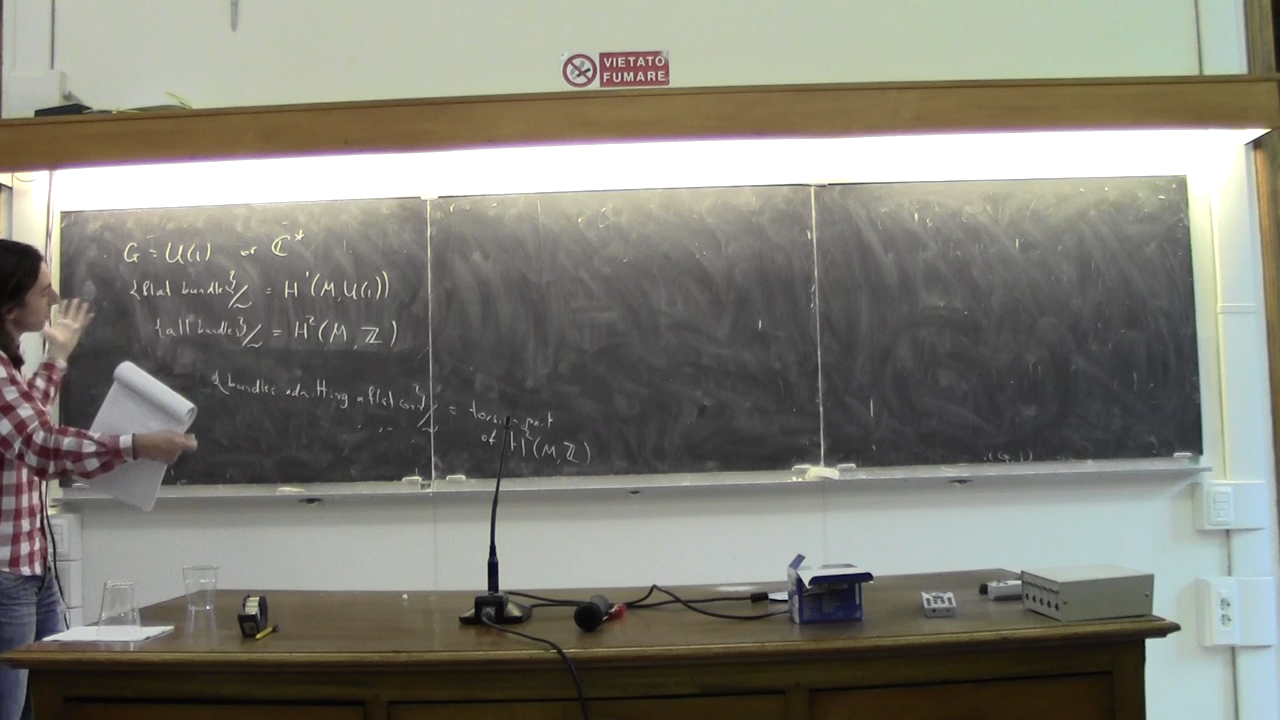 VIETATO
FUMARE
G = U(1) or ℂ*
{flat bundles}/~ = H¹(M, U(1))
{all bundles}/~ = H²(M, ℤ)
{bundles admitting a flat conn}/~ = torsion part
of H²(M, ℤ)